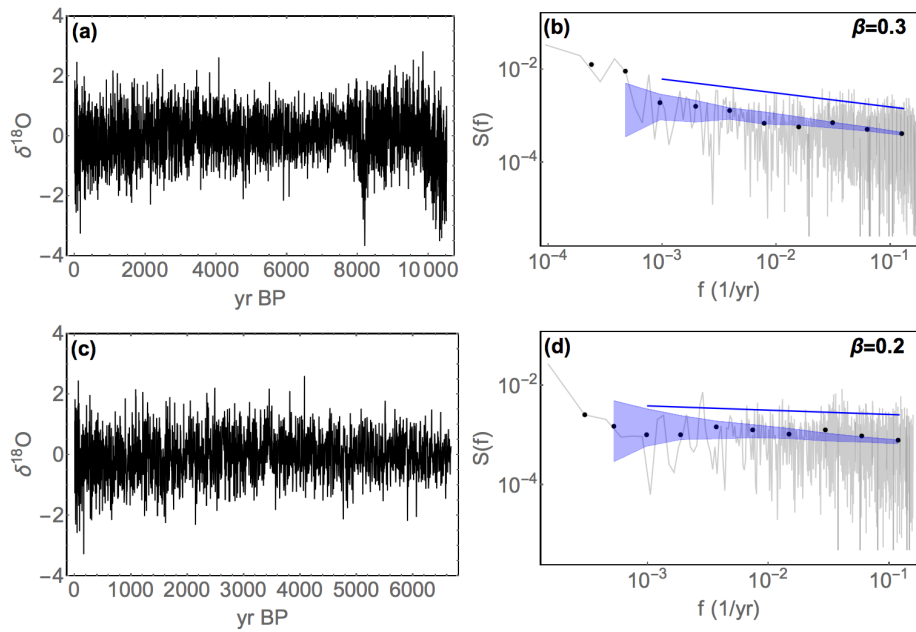 (a)
4
2
0
−2
−4
δ¹⁸O
0 2000 4000 6000 8000 10000
yr BP
(b)
β=0.3
10⁻²
10⁻⁴
S(f)
10⁻⁴ 10⁻³ 10⁻² 10⁻¹
f (1/yr)
(c)
4
2
0
−2
−4
δ¹⁸O
0 1000 2000 3000 4000 5000 6000
yr BP
(d)
β=0.2
10⁻²
10⁻⁴
S(f)
10⁻³ 10⁻² 10⁻¹
f (1/yr)